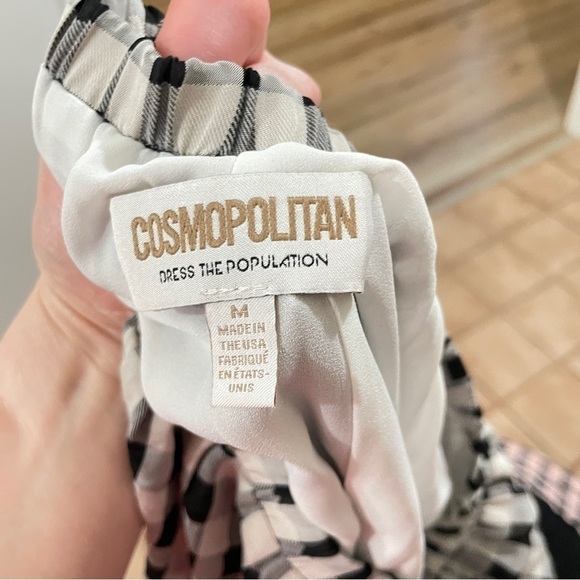 COSMOPOLITAN
DRESS THE POPULATION
M
MADE IN
THE USA
FABRIQUÉ
EN ÉTATS-
UNIS